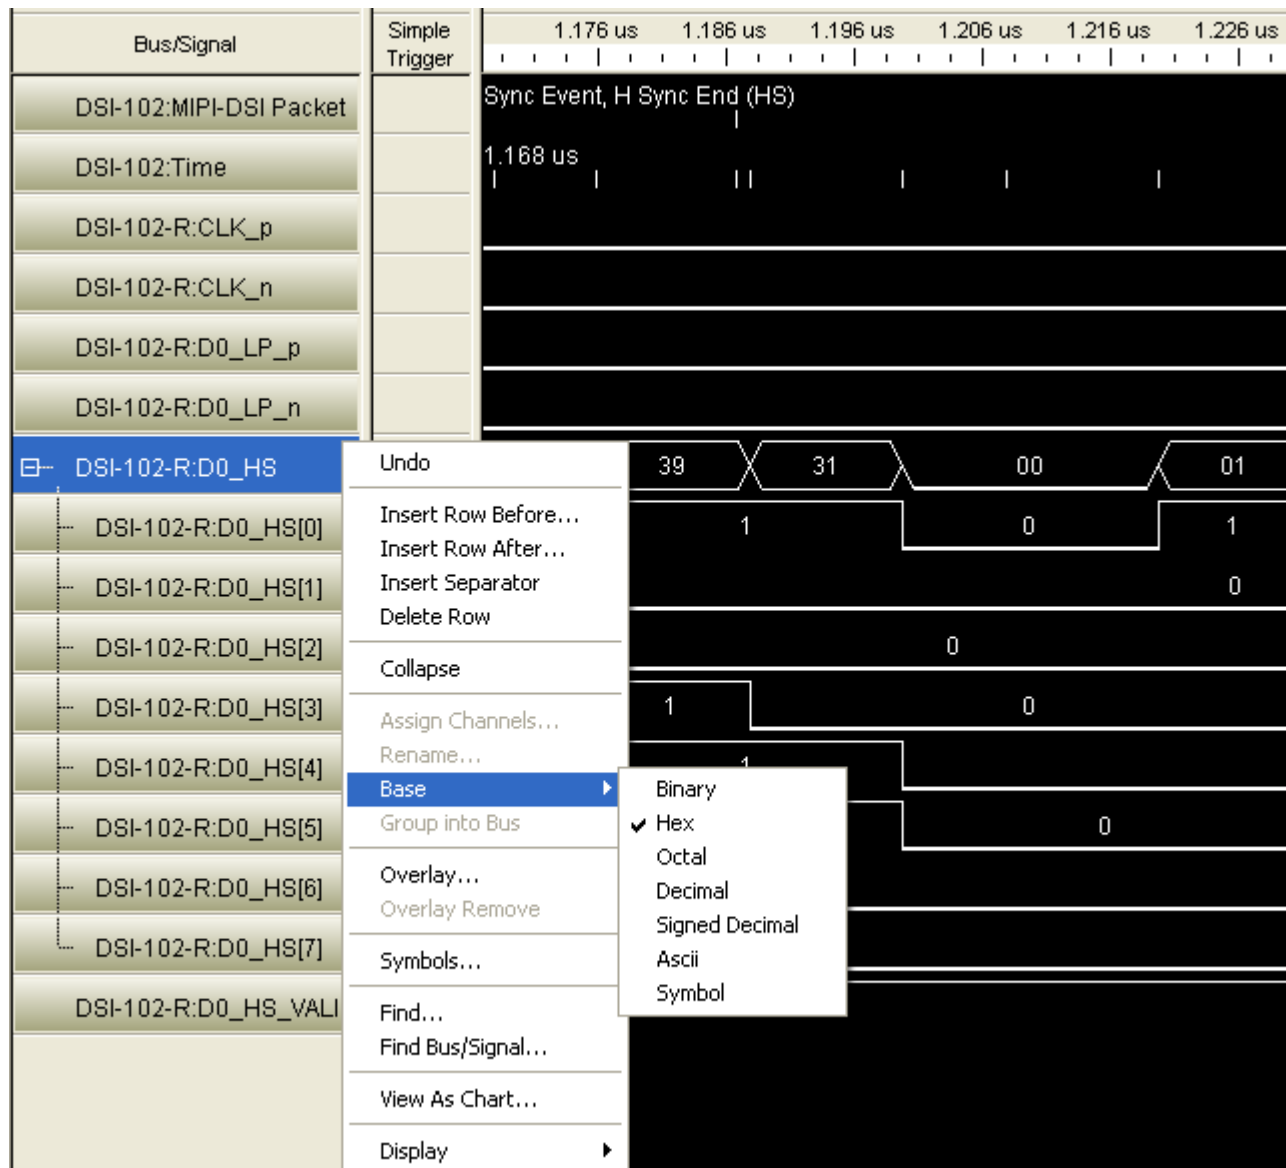 Bus/Signal
Simple
Trigger
1.176 us 1.186 us 1.196 us 1.206 us 1.216 us 1.226 us
DSI-102:MIPI-DSI Packet
Sync Event, H Sync End (HS)
DSI-102:Time
1.168 us
DSI-102-R:CLK_p
DSI-102-R:CLK_n
DSI-102-R:D0_LP_p
DSI-102-R:D0_LP_n
DSI-102-R:D0_HS
39 31 00 01
DSI-102-R:D0_HS[0]
1 0 1
DSI-102-R:D0_HS[1]
0
DSI-102-R:D0_HS[2]
0
DSI-102-R:D0_HS[3]
1 0
DSI-102-R:D0_HS[4]
1
DSI-102-R:D0_HS[5]
0
DSI-102-R:D0_HS[6]
DSI-102-R:D0_HS[7]
DSI-102-R:D0_HS_VALI
Undo
Insert Row Before...
Insert Row After...
Insert Separator
Delete Row
Collapse
Assign Channels...
Rename...
Base
Group into Bus
Overlay...
Overlay Remove
Symbols...
Find...
Find Bus/Signal...
View As Chart...
Display
Binary
Hex
Octal
Decimal
Signed Decimal
Ascii
Symbol